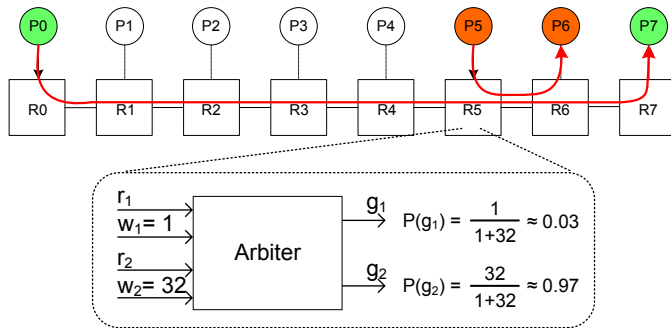 P0 P1 P2 P3 P4 P5 P6 P7
R0 R1 R2 R3 R4 R5 R6 R7
r1
w1= 1
r2
w2= 32
Arbiter
g1
g2
P(g1) = 1/1+32 ≈ 0.03
P(g2) = 32/1+32 ≈ 0.97